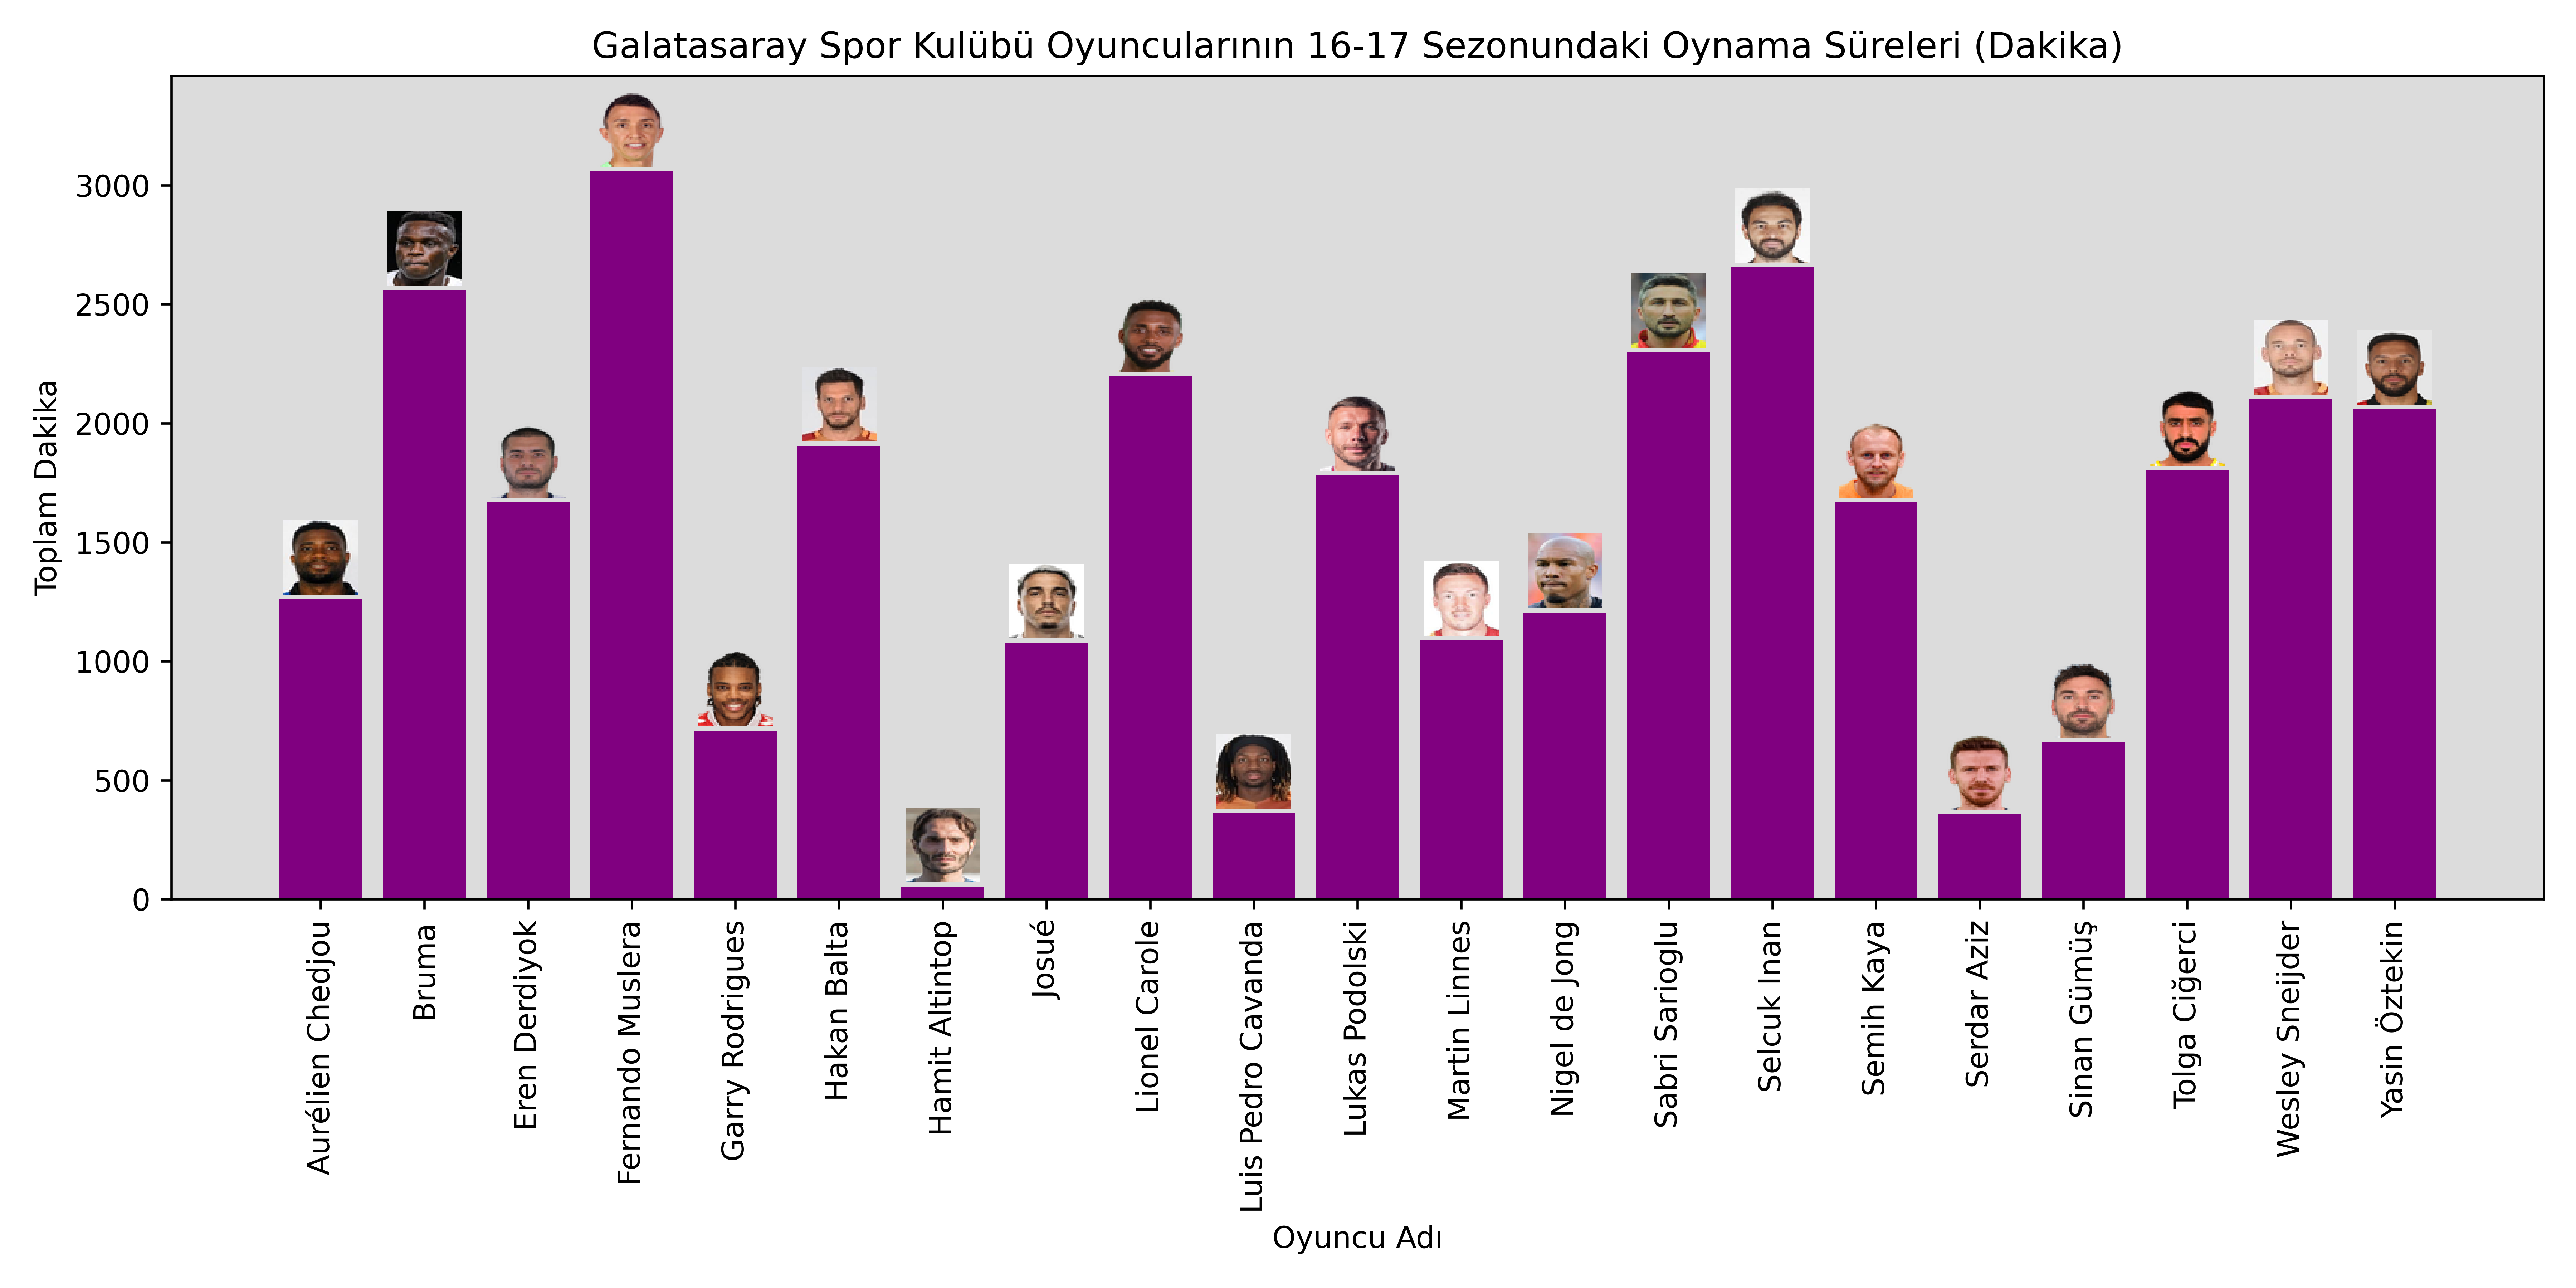 Galatasaray Spor Kulübü Oyuncularının 16-17 Sezonundaki Oynama Süreleri (Dakika)
Toplam Dakika
3000
2500
2000
1500
1000
500
0
Aurélien Chedjou
Bruma
Eren Derdiyok
Fernando Muslera
Garry Rodrigues
Hakan Balta
Hamit Altintop
Josué
Lionel Carole
Luis Pedro Cavanda
Lukas Podolski
Martin Linnes
Nigel de Jong
Sabri Sarioglu
Selcuk Inan
Semih Kaya
Serdar Aziz
Sinan Gümüş
Tolga Ciğerci
Wesley Sneijder
Yasin Öztekin
Oyuncu Adı